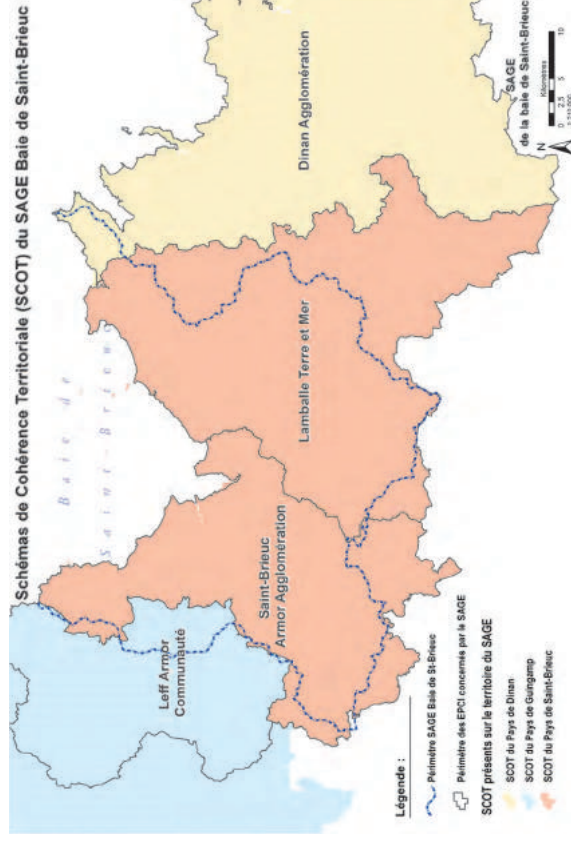 Schémas de Cohérence Territoriale (SCOT) du SAGE Baie de Saint-Brieuc
Baie de
Saint-Brieuc
Dinan Agglomération
Lamballe Terre et Mer
Saint-Brieuc
Armor Agglomération
Leff Armor
Communauté
Légende :
Périmètre SAGE Baie de St-Brieuc
Périmètre des EPCI concernés par le SAGE
SCOT présents sur le territoire du SAGE
SCOT du Pays de Dinan
SCOT du Pays de Guingamp
SCOT du Pays de Saint-Brieuc
SAGE
de la baie de Saint-Brieuc
N
Kilomètres
0 2,5 5 10